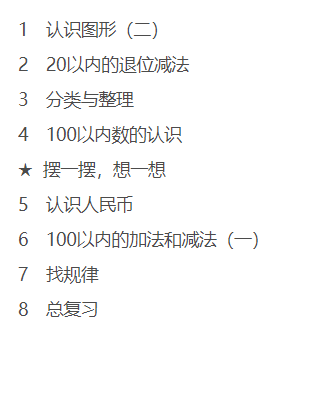 1 认识图形（二）
2 20以内的退位减法
3 分类与整理
4 100以内数的认识
★ 摆一摆，想一想
5 认识人民币
6 100以内的加法和减法（一）
7 找规律
8 总复习